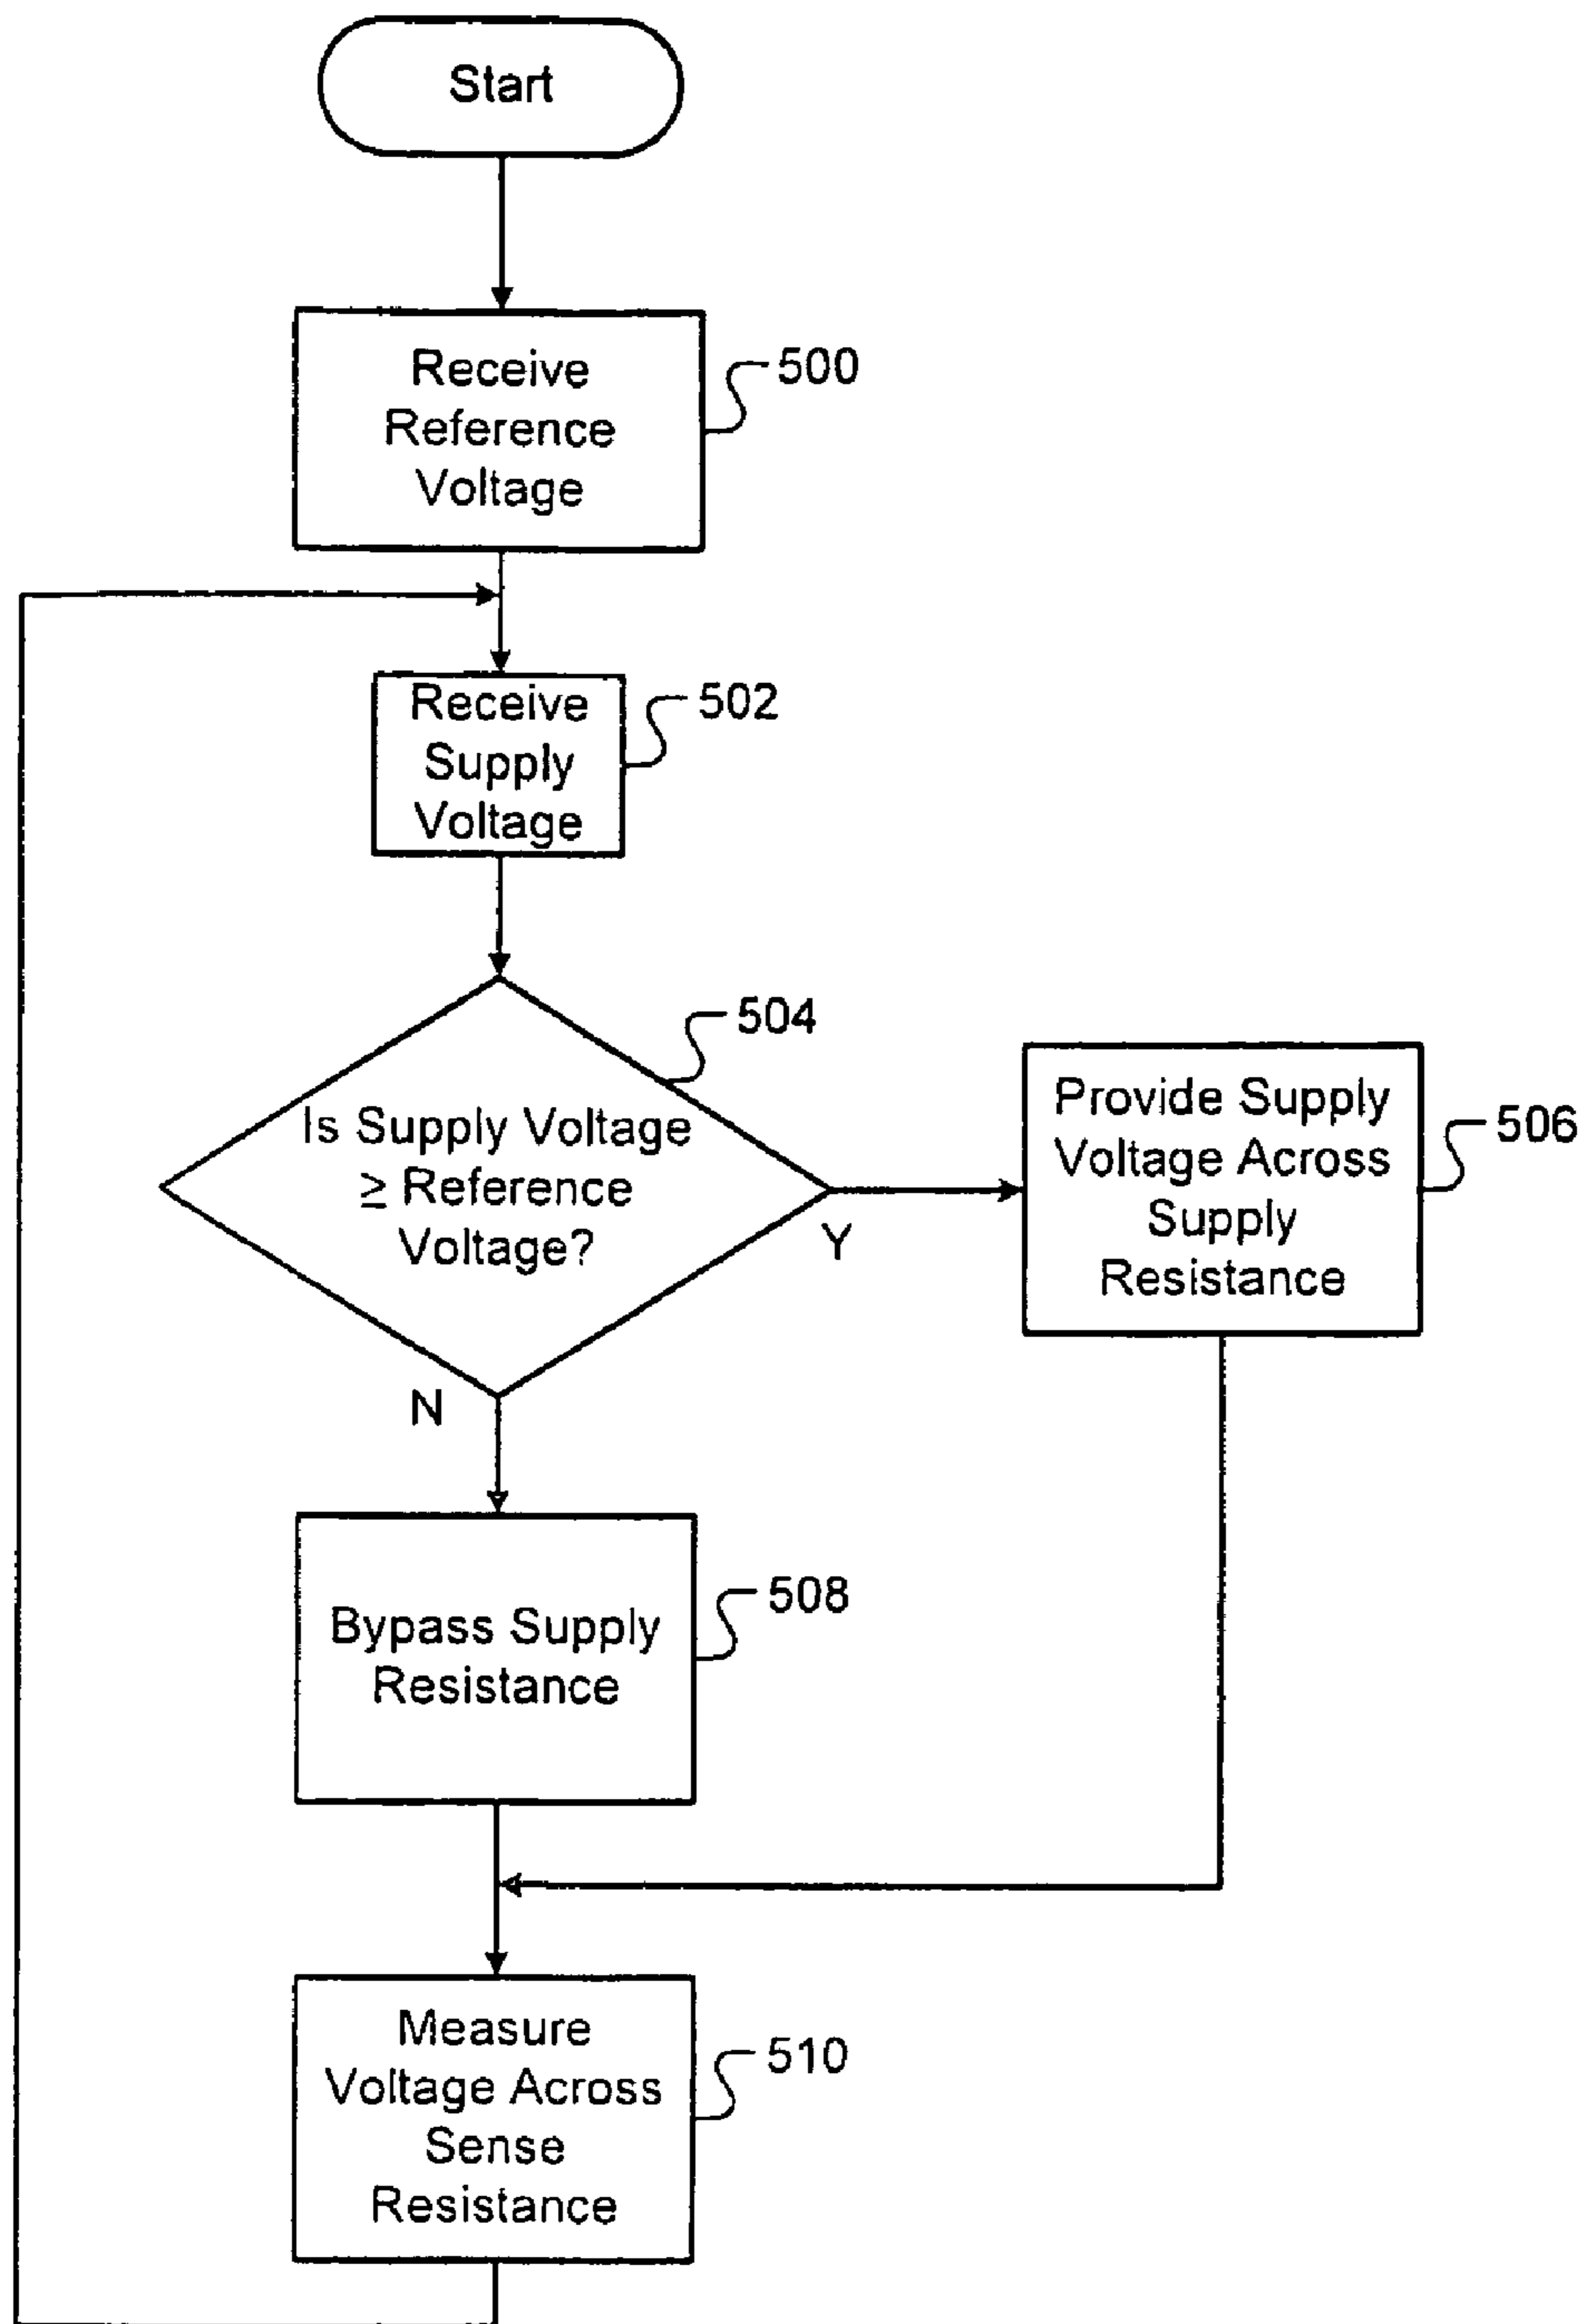 Start
Receive
Reference
Voltage
500
Receive
Supply
Voltage
502
504
Is Supply Voltage
≥ Reference
Voltage?
Y
N
Provide Supply
Voltage Across
Supply
Resistance
506
Bypass Supply
Resistance
508
Measure
Voltage Across
Sense
Resistance
510